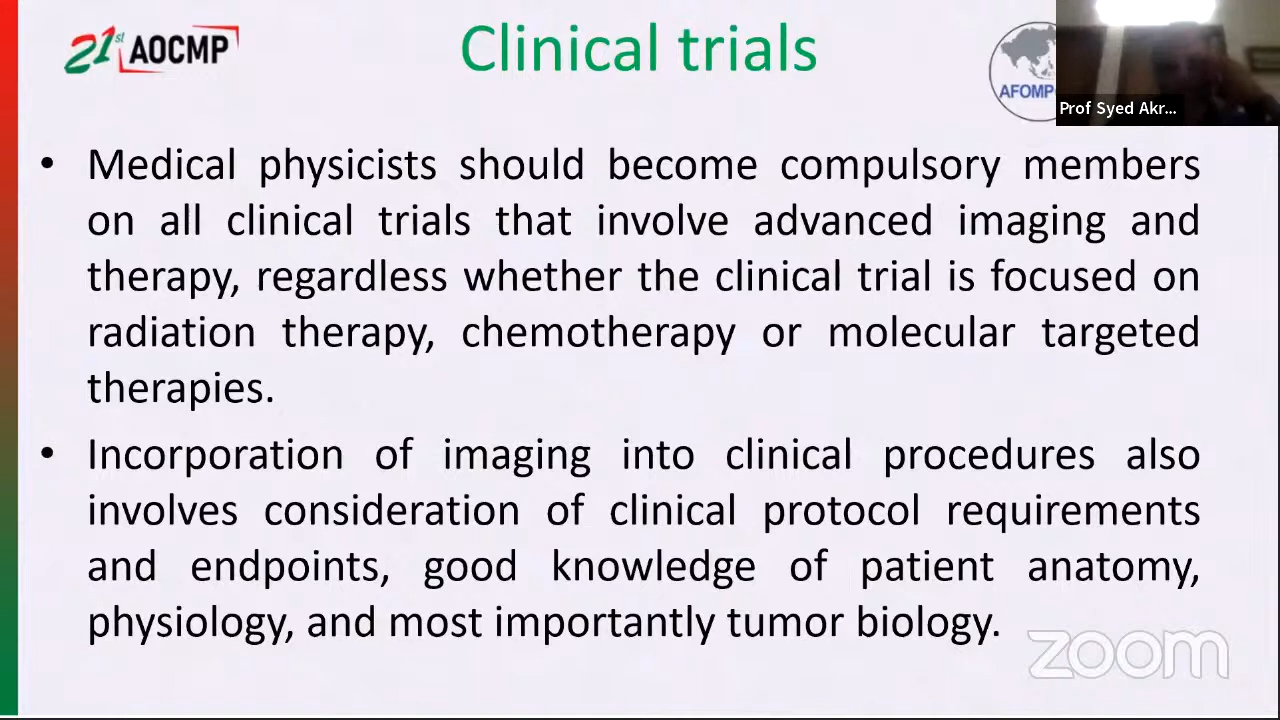 21st AOCMP
Clinical trials
AFOMP
Prof Syed Akr...
• Medical physicists should become compulsory members
on all clinical trials that involve advanced imaging and
therapy, regardless whether the clinical trial is focused on
radiation therapy, chemotherapy or molecular targeted
therapies.
• Incorporation of imaging into clinical procedures also
involves consideration of clinical protocol requirements
and endpoints, good knowledge of patient anatomy,
physiology, and most importantly tumor biology.
zoom